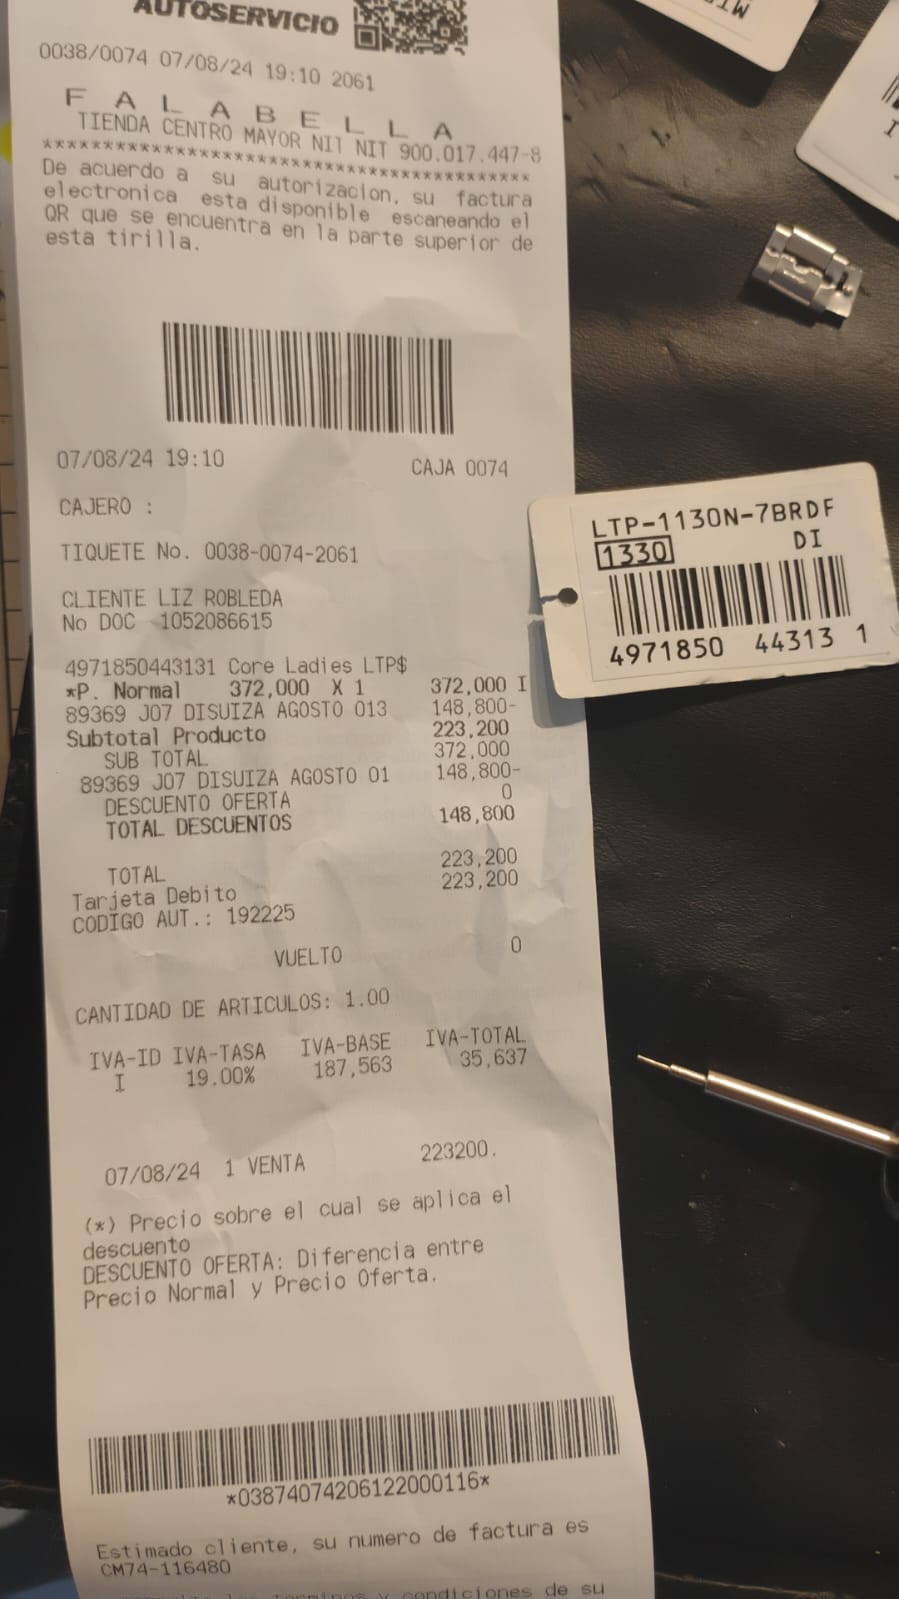 AUTOSERVICIO
0038/0074 07/08/24 19:10 2061
F A L A B E L L A
TIENDA CENTRO MAYOR NIT NIT 900.017.447-8
****************************************
De acuerdo a su autorizacion, su factura
electronica esta disponible escaneando el
QR que se encuentra en la parte superior de
esta tirilla.
07/08/24 19:10 CAJA 0074
CAJERO :
TIQUETE No. 0038-0074-2061
CLIENTE LIZ ROBLEDA
No DOC 1052086615
4971850443131 Core Ladies LTP$
*P. Normal 372,000 X 1 372,000 I
89369 J07 DISUIZA AGOSTO 013 148,800-
Subtotal Producto 223,200
SUB TOTAL 372,000
89369 J07 DISUIZA AGOSTO 01 148,800-
DESCUENTO OFERTA 0
TOTAL DESCUENTOS 148,800
TOTAL 223,200
Tarjeta Debito 223,200
CODIGO AUT.: 192225
VUELTO 0
CANTIDAD DE ARTICULOS: 1.00
IVA-ID IVA-TASA IVA-BASE IVA-TOTAL
I 19.00% 187,563 35,637
07/08/24 1 VENTA 223200.
(*) Precio sobre el cual se aplica el
descuento
DESCUENTO OFERTA: Diferencia entre
Precio Normal y Precio Oferta.
*03874074206122000116*
Estimado cliente, su numero de factura es
CM74-116480
terminos y condiciones de su
LTP-1130N-7BRDF
1330 DI
4971850 44313 1